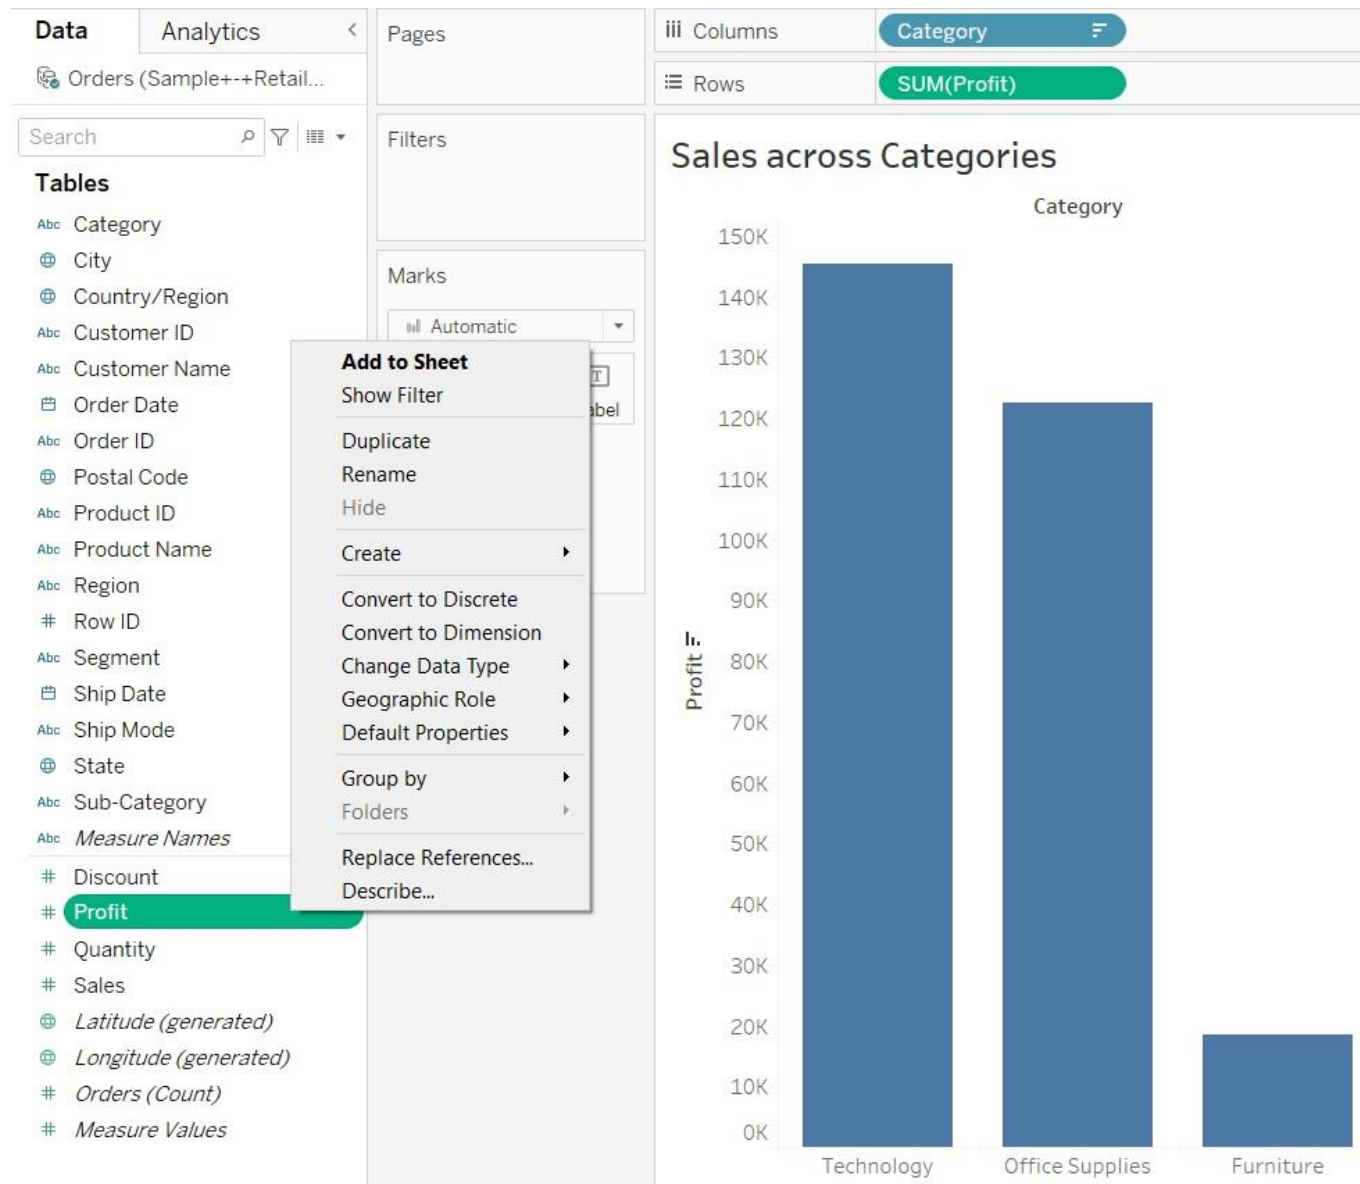 Data
Analytics
<
Orders (Sample+-+Retail...
Search
Tables
Abc Category
City
Country/Region
Abc Customer ID
Abc Customer Name
Order Date
Abc Order ID
Postal Code
Abc Product ID
Abc Product Name
Abc Region
# Row ID
Abc Segment
Ship Date
Abc Ship Mode
State
Abc Sub-Category
Abc Measure Names
# Discount
# Profit
# Quantity
# Sales
Latitude (generated)
Longitude (generated)
# Orders (Count)
# Measure Values
Pages
Filters
Marks
Automatic
T
abel
Add to Sheet
Show Filter
Duplicate
Rename
Hide
Create
Convert to Discrete
Convert to Dimension
Change Data Type
Geographic Role
Default Properties
Group by
Folders
Replace References...
Describe...
iii Columns
Category
Rows
SUM(Profit)
Sales across Categories
Category
150K
140K
130K
120K
110K
100K
90K
80K
70K
60K
50K
40K
30K
20K
10K
0K
Profit
Technology
Office Supplies
Furniture